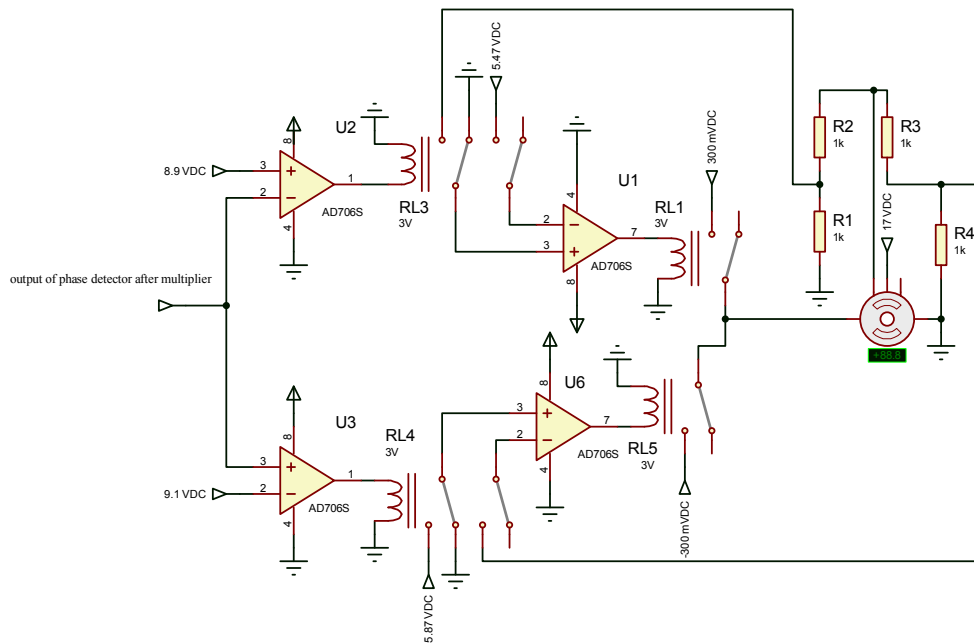 5.47 VDC
U2
8
8.9 VDC
3
2
1
4
AD706S
RL3
3V
U1
4
2
3
7
8
AD706S
RL1
3V
300 mVDC
R2
1k
R3
1k
R1
1k
17 VDC
R4
1k
+88.8
output of phase detector after multiplier
U3
8
3
9.1 VDC
2
1
4
AD706S
RL4
3V
5.87 VDC
U6
8
3
2
7
4
AD706S
RL5
3V
-300 mVDC